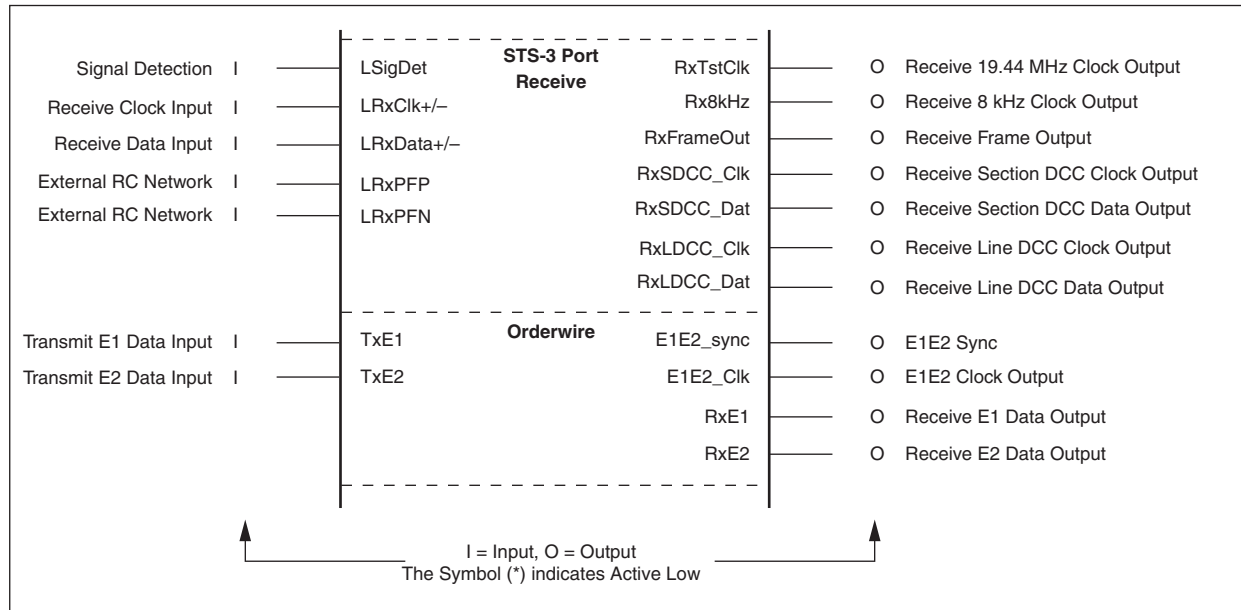 STS-3 Port
Receive
Signal Detection I LSigDet RxTstClk O Receive 19.44 MHz Clock Output
Receive Clock Input I LRxClk+/– Rx8kHz O Receive 8 kHz Clock Output
Receive Data Input I LRxData+/– RxFrameOut O Receive Frame Output
External RC Network I LRxPFP RxSDCC_Clk O Receive Section DCC Clock Output
External RC Network I LRxPFN RxSDCC_Dat O Receive Section DCC Data Output
RxLDCC_Clk O Receive Line DCC Clock Output
RxLDCC_Dat O Receive Line DCC Data Output
Orderwire
Transmit E1 Data Input I TxE1 E1E2_sync O E1E2 Sync
Transmit E2 Data Input I TxE2 E1E2_Clk O E1E2 Clock Output
RxE1 O Receive E1 Data Output
RxE2 O Receive E2 Data Output
I = Input, O = Output
The Symbol (*) indicates Active Low